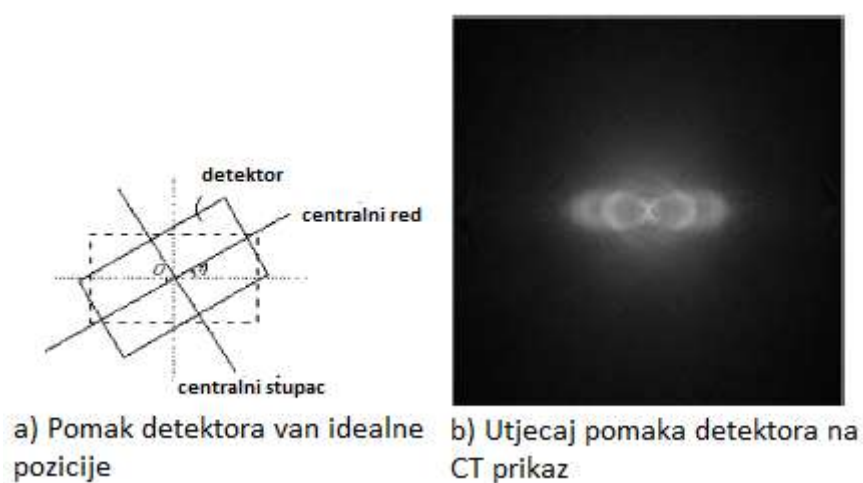 detektor
centralni red
O
η
centralni stupac
a) Pomak detektora van idealne
pozicije
b) Utjecaj pomaka detektora na
CT prikaz